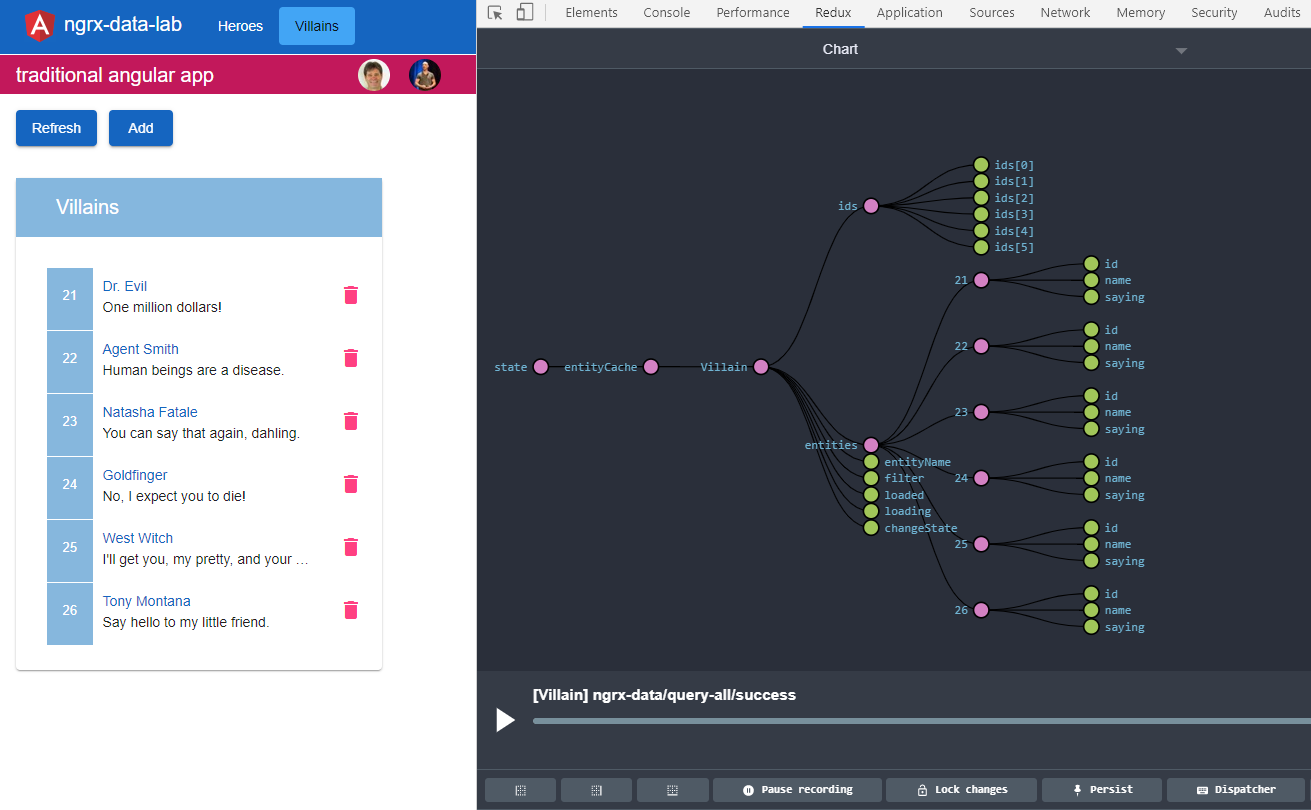 ngrx-data-lab Heroes Villains
traditional angular app
Refresh Add
Villains
21
Dr. Evil
One million dollars!
22
Agent Smith
Human beings are a disease.
23
Natasha Fatale
You can say that again, dahling.
24
Goldfinger
No, I expect you to die!
25
West Witch
I'll get you, my pretty, and your …
26
Tony Montana
Say hello to my little friend.
Elements Console Performance Redux Application Sources Network Memory Security Audits
Chart
state
entityCache
Villain
ids
ids[0]
ids[1]
ids[2]
ids[3]
ids[4]
ids[5]
entities
entityName
filter
loaded
loading
changeState
21
id
name
saying
22
id
name
saying
23
id
name
saying
24
id
name
saying
25
id
name
saying
26
id
name
saying
[Villain] ngrx-data/query-all/success
Pause recording Lock changes Persist Dispatcher